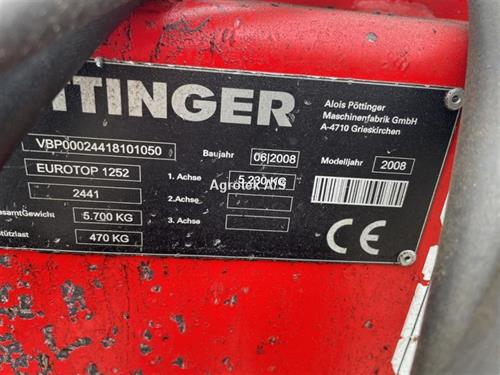 TTINGER
Alois Pöttinger
Maschinenfabrik GmbH
A-4710 Grieskirchen
VBP00024418101050
Baujahr 06|2008 Modelljahr 2008
EUROTOP 1252 1. Achse 5.230 KG
Agrotek A/S
2441 2. Achse
esamtGewicht 5.700 KG 3. Achse
tützlast 470 KG
CE